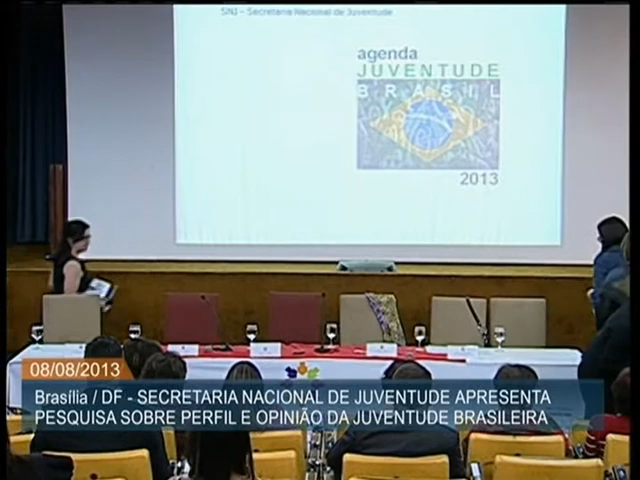 SNJ - Secretaria Nacional de Juventude
agenda
JUVENTUDE
BRASIL
2013
08/08/2013
Brasília / DF - SECRETARIA NACIONAL DE JUVENTUDE APRESENTA
PESQUISA SOBRE PERFIL E OPINIÃO DA JUVENTUDE BRASILEIRA